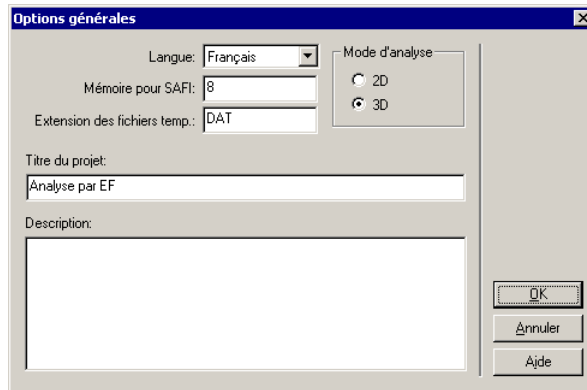 Options générales
Langue: Français
Mode d'analyse
2D
3D
Mémoire pour SAFI: 8
Extension des fichiers temp.: DAT
Titre du projet:
Analyse par EF
Description:
OK
Annuler
Aide